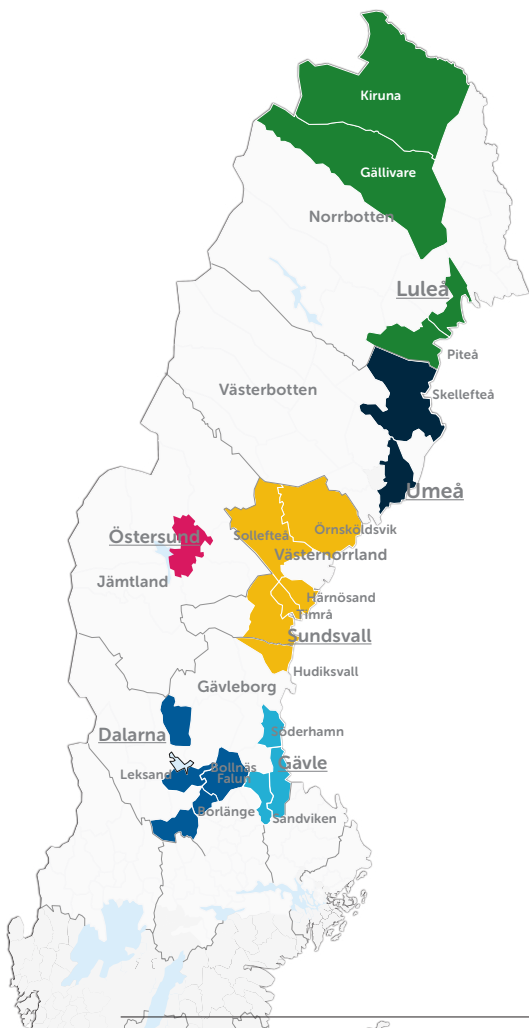 Kiruna
Gällivare
Norrbotten
Luleå
Piteå
Västerbotten
Skellefteå
Umeå
Östersund
Sollefteå
Örnsköldsvik
Västernorrland
Jämtland
Härnösand
Timrå
Sundsvall
Hudiksvall
Gävleborg
Dalarna
Söderhamn
Gävle
Leksand
Bollnäs
Falun
Borlänge
Sandviken